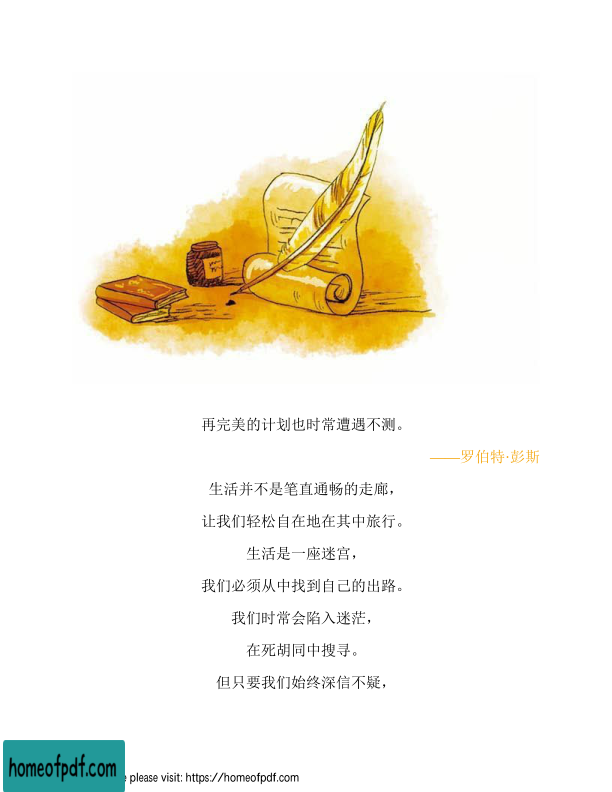 再完美的计划也时常遭遇不测。
——罗伯特·彭斯
生活并不是笔直通畅的走廊，
让我们轻松自在地在其中旅行。
生活是一座迷宫，
我们必须从中找到自己的出路。
我们时常会陷入迷茫，
在死胡同中搜寻。
但只要我们始终深信不疑，
homeofpdf.com
please visit: https://homeofpdf.com